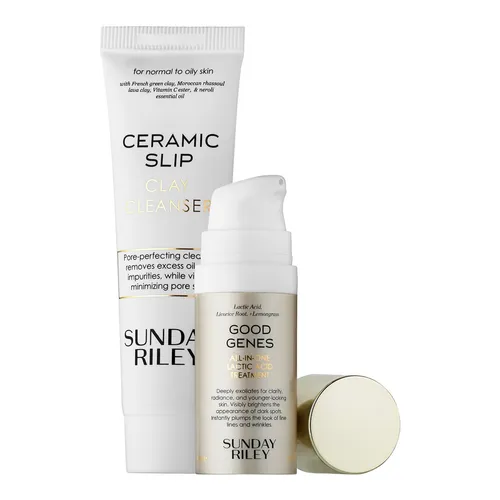 for normal to oily skin
with French green clay, Moroccan rhassoul
lava clay, Vitamin C ester, & neroli
essential oil
CERAMIC
SLIP
CLAY
CLEANSER
Pore-perfecting
removes excess oil
impurities, while
minimizing pore
SUNDAY
RILEY
Lactic Acid,
Licorice Root, + Lemongrass
GOOD
GENES
ALL-IN-ONE
LACTIC ACID
TREATMENT
Deeply exfoliates for clarity,
radiance, and younger-looking
skin. Visibly brightens the
appearance of dark spots.
Instantly plumps the look of fine
lines and wrinkles.
SUNDAY
RILEY